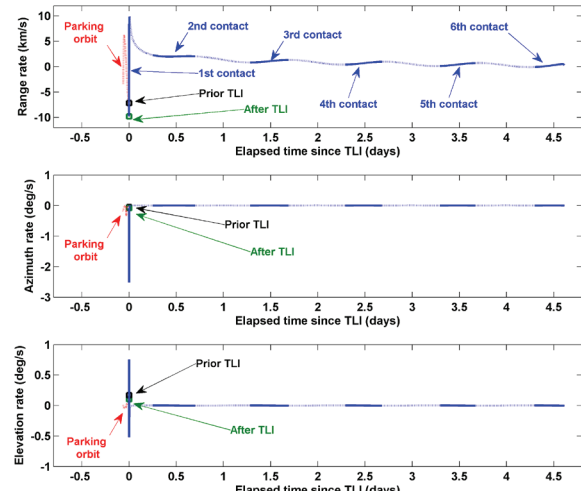 Parking
orbit
2nd contact
3rd contact
6th contact
1st contact
Prior TLI
After TLI
4th contact
5th contact
Range rate (km/s)
10
5
0
-5
-10
-0.5 0 0.5 1 1.5 2 2.5 3 3.5 4 4.5
Elapsed time since TLI (days)
Azimuth rate (deg/s)
1
0
-1
-2
-3
Parking
orbit
Prior TLI
After TLI
-0.5 0 0.5 1 1.5 2 2.5 3 3.5 4 4.5
Elapsed time since TLI (days)
Elevation rate (deg/s)
1
0.5
0
-0.5
-1
Prior TLI
After TLI
Parking
orbit
-0.5 0 0.5 1 1.5 2 2.5 3 3.5 4 4.5